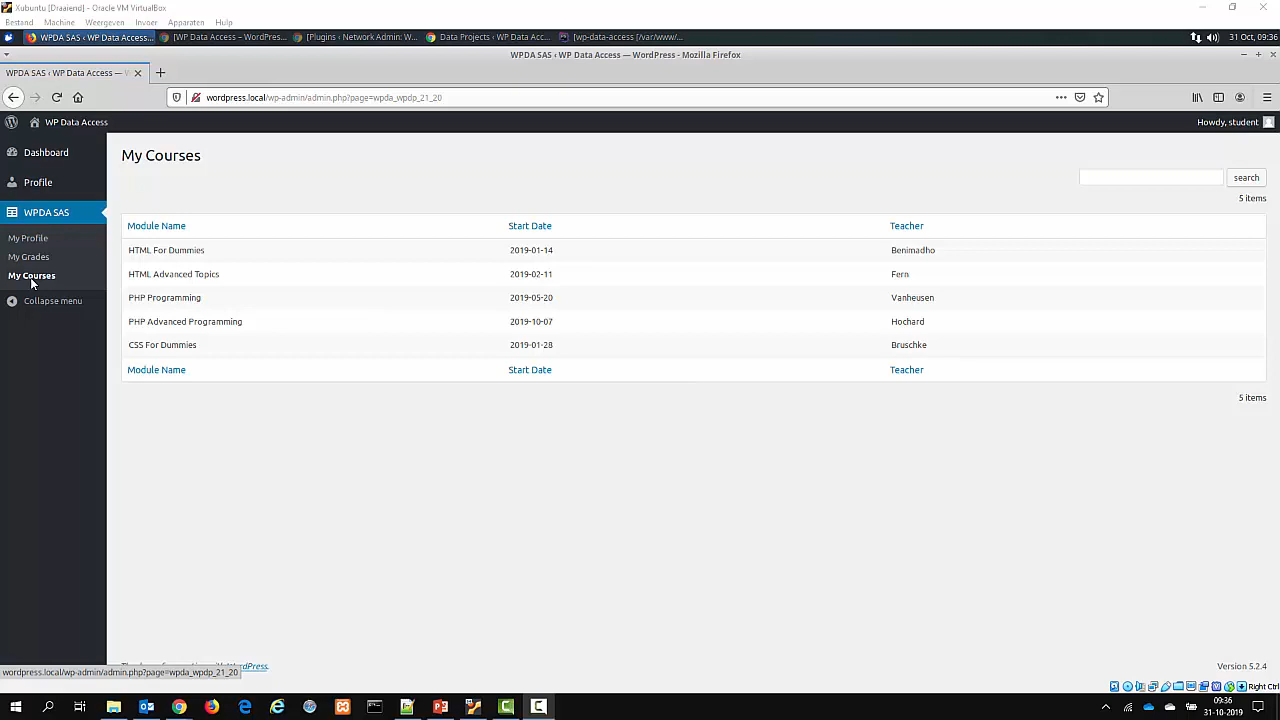 Xubuntu [Draaiend] - Oracle VM VirtualBox
Bestand Machine Weergeven Invoer Apparaten Hulp
WPDA SAS ‹ WP Data Access... [WP Data Access – WordPres... [Plugins ‹ Network Admin: W... Data Projects ‹ WP Data Acc... [wp-data-access [/var/www/... 31 Oct, 09:36
WPDA SAS ‹ WP Data Access — WordPress - Mozilla Firefox
WPDA SAS ‹ WP Data Access —
wordpress.local/wp-admin/admin.php?page=wpda_wpdp_21_20
WP Data Access Howdy, student
Dashboard
Profile
WPDA SAS
My Profile
My Grades
My Courses
Collapse menu
My Courses
search
5 items
Module Name Start Date Teacher
HTML For Dummies 2019-01-14 Benimadho
HTML Advanced Topics 2019-02-11 Fern
PHP Programming 2019-05-20 Vanheusen
PHP Advanced Programming 2019-10-07 Hochard
CSS For Dummies 2019-01-28 Bruschke
Module Name Start Date Teacher
5 items
WordPress. Version 5.2.4
wordpress.local/wp-admin/admin.php?page=wpda_wpdp_21_20
Right Ctrl
09:36
31-10-2019